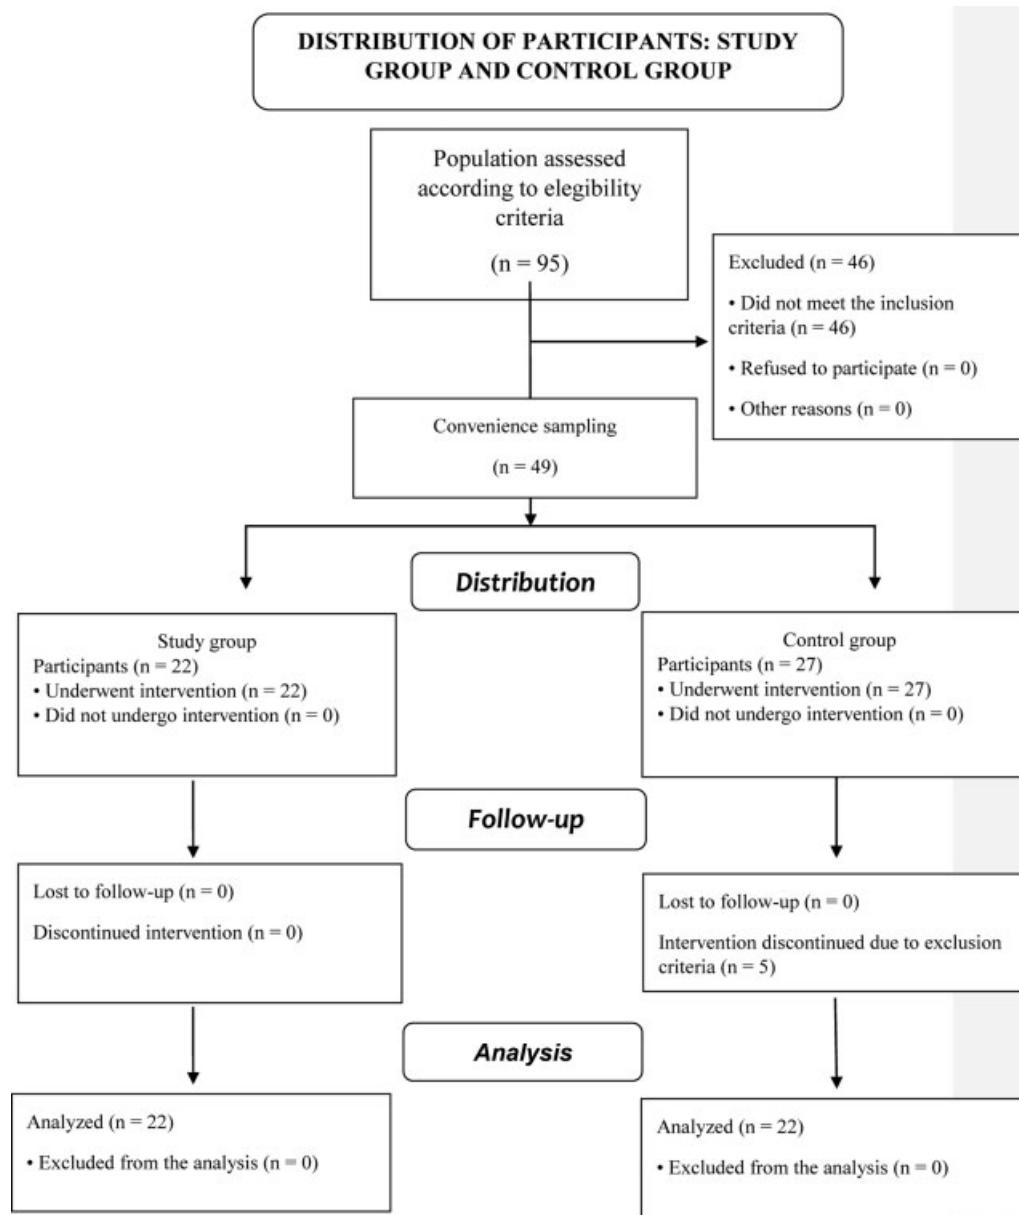 DISTRIBUTION OF PARTICIPANTS: STUDY
GROUP AND CONTROL GROUP
Population assessed
according to elegibility
criteria
(n = 95)
Excluded (n = 46)
• Did not meet the inclusion
criteria (n = 46)
• Refused to participate (n = 0)
• Other reasons (n = 0)
Convenience sampling
(n = 49)
Distribution
Study group
Participants (n = 22)
• Underwent intervention (n = 22)
• Did not undergo intervention (n = 0)
Control group
Participants (n = 27)
• Underwent intervention (n = 27)
• Did not undergo intervention (n = 0)
Follow-up
Lost to follow-up (n = 0)
Discontinued intervention (n = 0)
Lost to follow-up (n = 0)
Intervention discontinued due to exclusion
criteria (n = 5)
Analysis
Analyzed (n = 22)
• Excluded from the analysis (n = 0)
Analyzed (n = 22)
• Excluded from the analysis (n = 0)